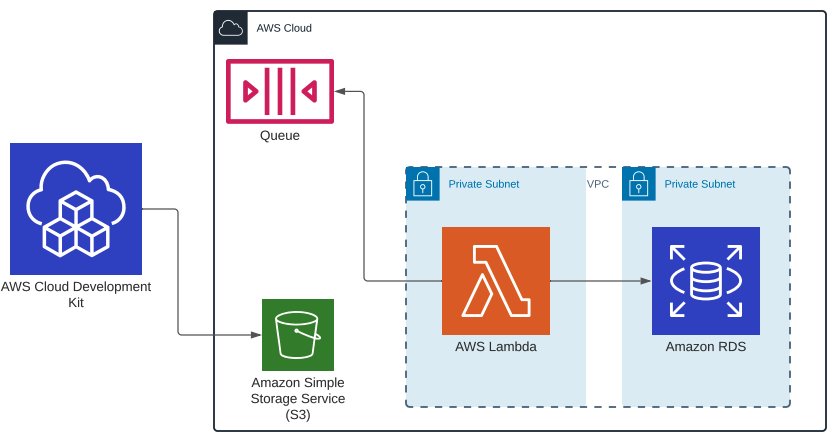 AWS Cloud
Queue
AWS Cloud Development
Kit
Private Subnet
VPC
Private Subnet
AWS Lambda
Amazon RDS
Amazon Simple
Storage Service
(S3)